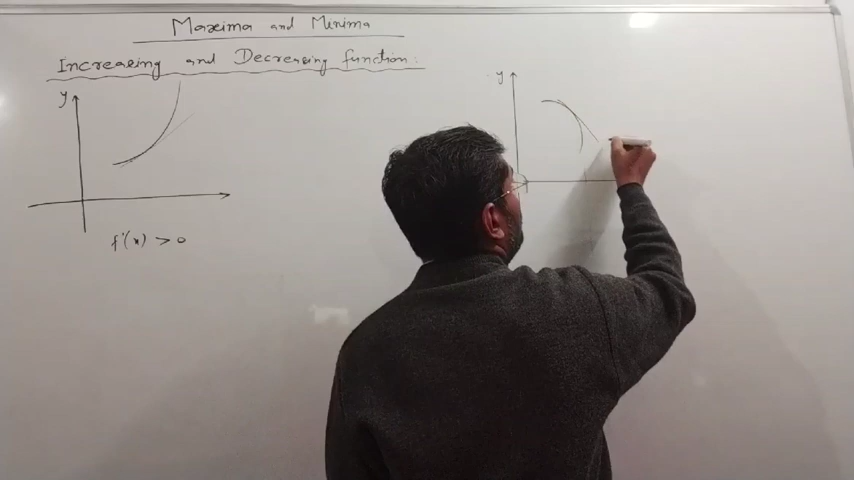 Maxima and Minima
Increasing and Decreasing function:
y
y
f'(x) > 0